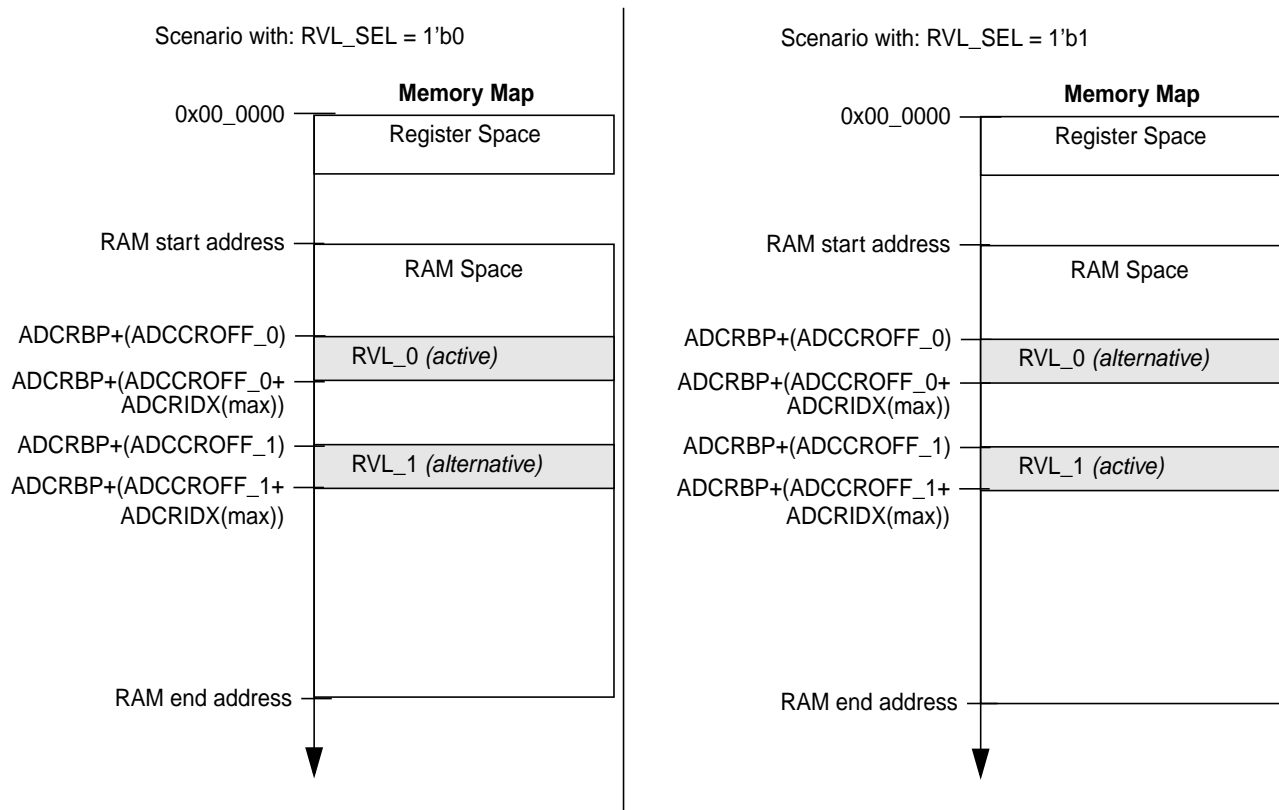 Scenario with: RVL_SEL = 1'b0
Memory Map
0x00_0000
Register Space
RAM start address
RAM Space
ADCRBP+(ADCCROFF_0)
RVL_0 (active)
ADCRBP+(ADCCROFF_0+
ADCRIDX(max))
ADCRBP+(ADCCROFF_1)
RVL_1 (alternative)
ADCRBP+(ADCCROFF_1+
ADCRIDX(max))
RAM end address
Scenario with: RVL_SEL = 1'b1
Memory Map
0x00_0000
Register Space
RAM start address
RAM Space
ADCRBP+(ADCCROFF_0)
RVL_0 (alternative)
ADCRBP+(ADCCROFF_0+
ADCRIDX(max))
ADCRBP+(ADCCROFF_1)
RVL_1 (active)
ADCRBP+(ADCCROFF_1+
ADCRIDX(max))
RAM end address